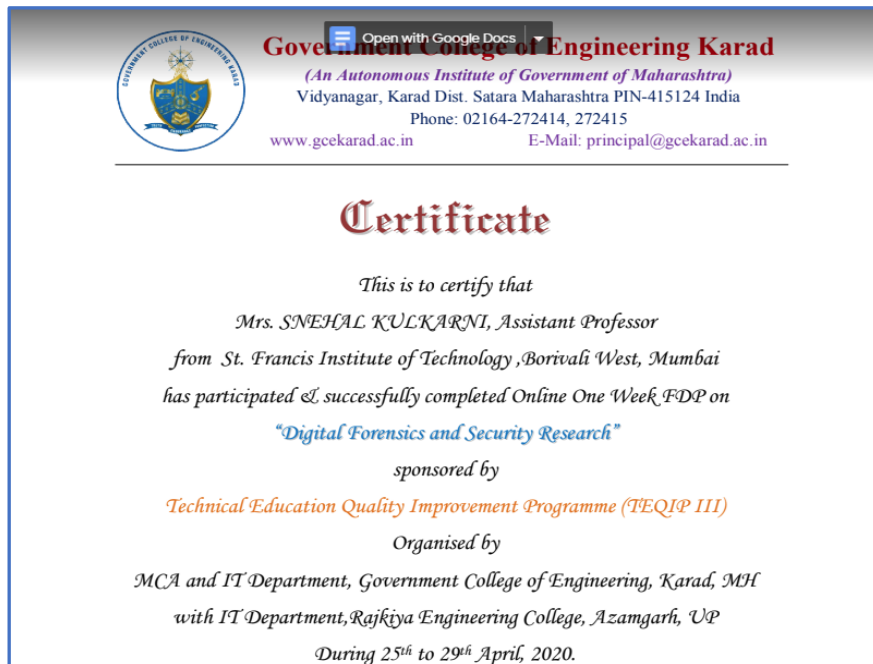 Open with Google Docs
Government College of Engineering Karad
(An Autonomous Institute of Government of Maharashtra)
Vidyanagar, Karad Dist. Satara Maharashtra PIN-415124 India
Phone: 02164-272414, 272415
www.gcekarad.ac.in E-Mail: principal@gcekarad.ac.in
GOVERNMENT COLLEGE OF ENGINEERING KARAD
Certificate
This is to certify that
Mrs. SNEHAL KULKARNI, Assistant Professor
from St. Francis Institute of Technology ,Borivali West, Mumbai
has participated & successfully completed Online One Week FDP on
“Digital Forensics and Security Research”
sponsored by
Technical Education Quality Improvement Programme (TEQIP III)
Organised by
MCA and IT Department, Government College of Engineering, Karad, MH
with IT Department,Rajkiya Engineering College, Azamgarh, UP
During 25th to 29th April, 2020.